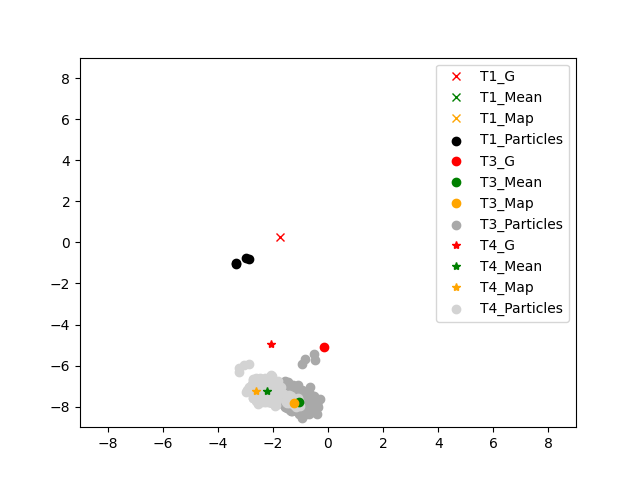 8
6
4
2
0
−2
−4
−6
−8
−8 −6 −4 −2 0 2 4 6 8
T1_G
T1_Mean
T1_Map
T1_Particles
T3_G
T3_Mean
T3_Map
T3_Particles
T4_G
T4_Mean
T4_Map
T4_Particles